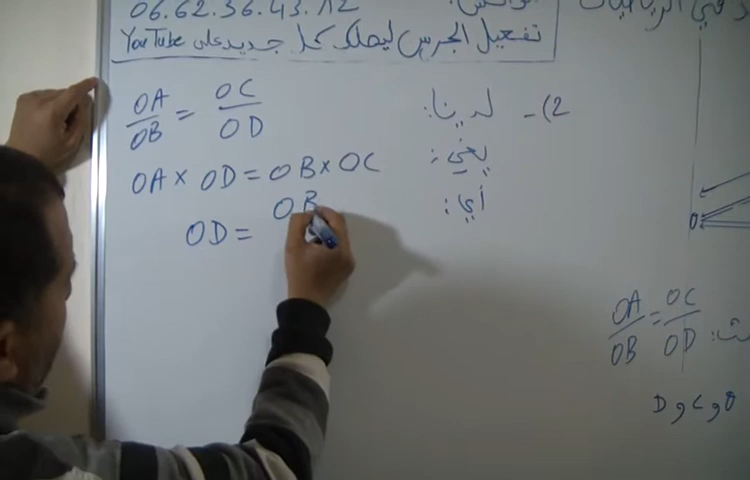 06.62.36.43.12
تفعيل الجرس ليصلك كل جديد على YouTube
2)- لدينا: OA/OB = OC/OD
يعني: OA × OD = OB × OC
أي: OD = OB
O
OA/OB = OC/OD
O و C و D